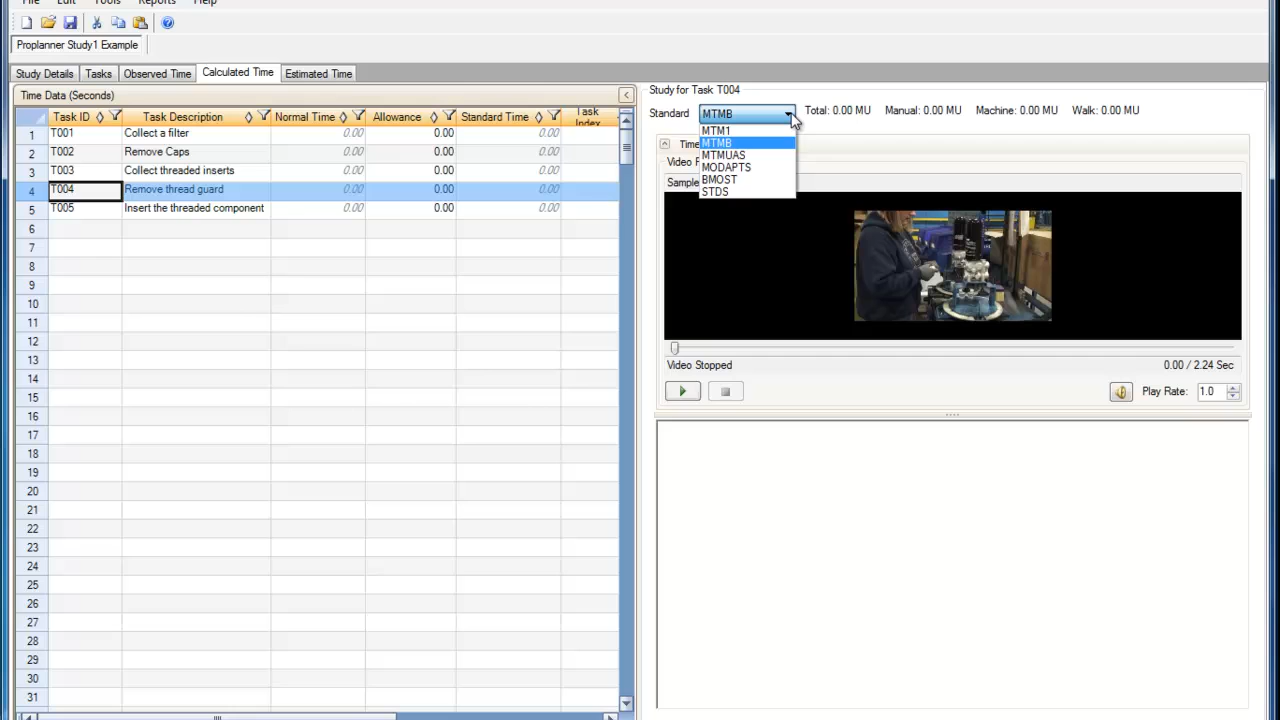 File Edit Tools Reports Help
Proplanner Study1 Example
Study Details Tasks Observed Time Calculated Time Estimated Time
Time Data (Seconds)
Task ID Task Description Normal Time Allowance Standard Time Task Index
1 T001 Collect a filter 0.00 0.00 0.00
2 T002 Remove Caps 0.00 0.00 0.00
3 T003 Collect threaded inserts 0.00 0.00 0.00
4 T004 Remove thread guard 0.00 0.00 0.00
5 T005 Insert the threaded component 0.00 0.00 0.00
6
7
8
9
10
11
12
13
14
15
16
17
18
19
20
21
22
23
24
25
26
27
28
29
30
31
Study for Task T004
Standard MTMB Total: 0.00 MU Manual: 0.00 MU Machine: 0.00 MU Walk: 0.00 MU
MTM1
MTMB
MTMUAS
MODAPTS
BMOST
STDS
Time
Video
Sample
Video Stopped 0.00 / 2.24 Sec
Play Rate: 1.0